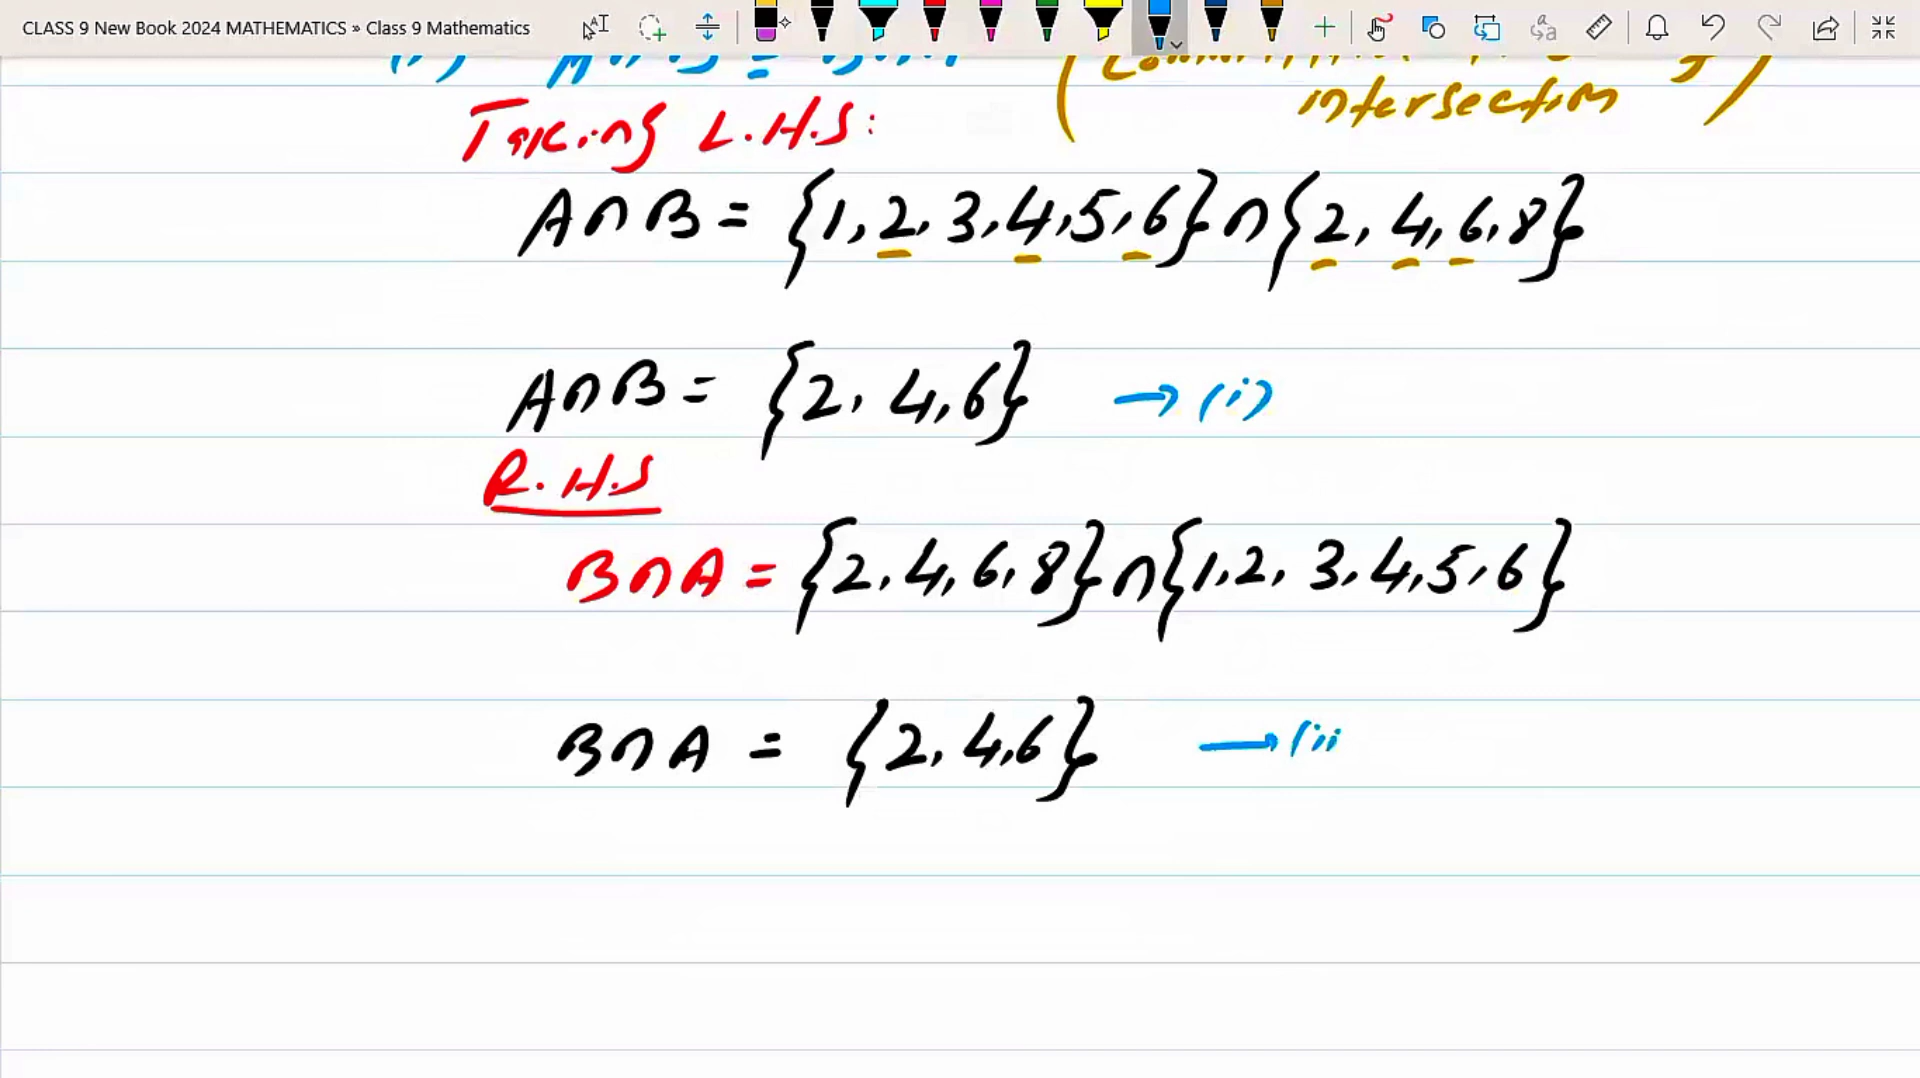 CLASS 9 New Book 2024 MATHEMATICS » Class 9 Mathematics
A∩B = B∩A
intersection
Taking L.H.S:
A∩B = {1, 2, 3, 4, 5, 6} ∩ {2, 4, 6, 8}
A∩B = {2, 4, 6} → (i)
R.H.S
B∩A = {2, 4, 6, 8} ∩ {1, 2, 3, 4, 5, 6}
B∩A = {2, 4, 6} → (ii